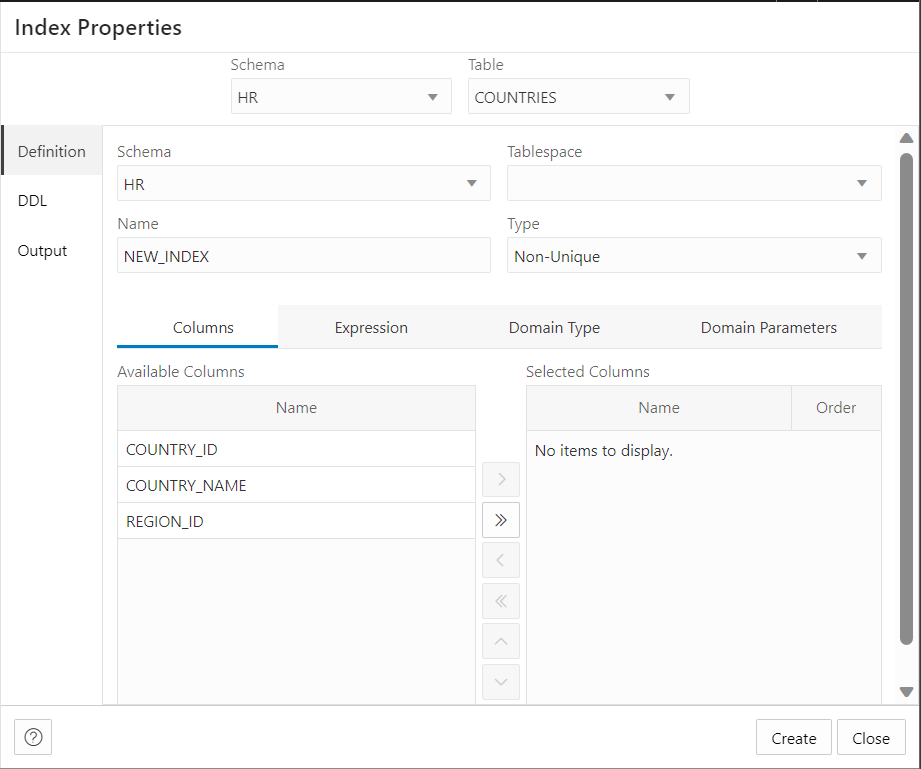 Index Properties
Schema Table
HR COUNTRIES
Definition
DDL
Output
Schema Tablespace
HR
Name Type
NEW_INDEX Non-Unique
Columns Expression Domain Type Domain Parameters
Available Columns Selected Columns
Name Name Order
COUNTRY_ID No items to display.
COUNTRY_NAME
REGION_ID
Create Close